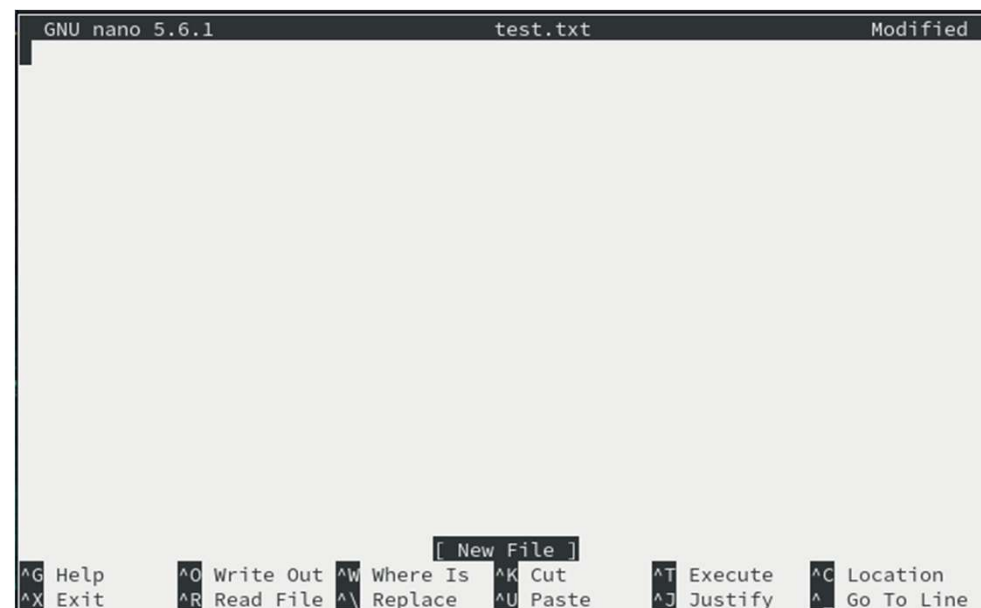 GNU nano 5.6.1 test.txt Modified
[ New File ]
^G Help ^O Write Out ^W Where Is ^K Cut ^T Execute ^C Location
^X Exit ^R Read File ^\ Replace ^U Paste ^J Justify ^ Go To Line